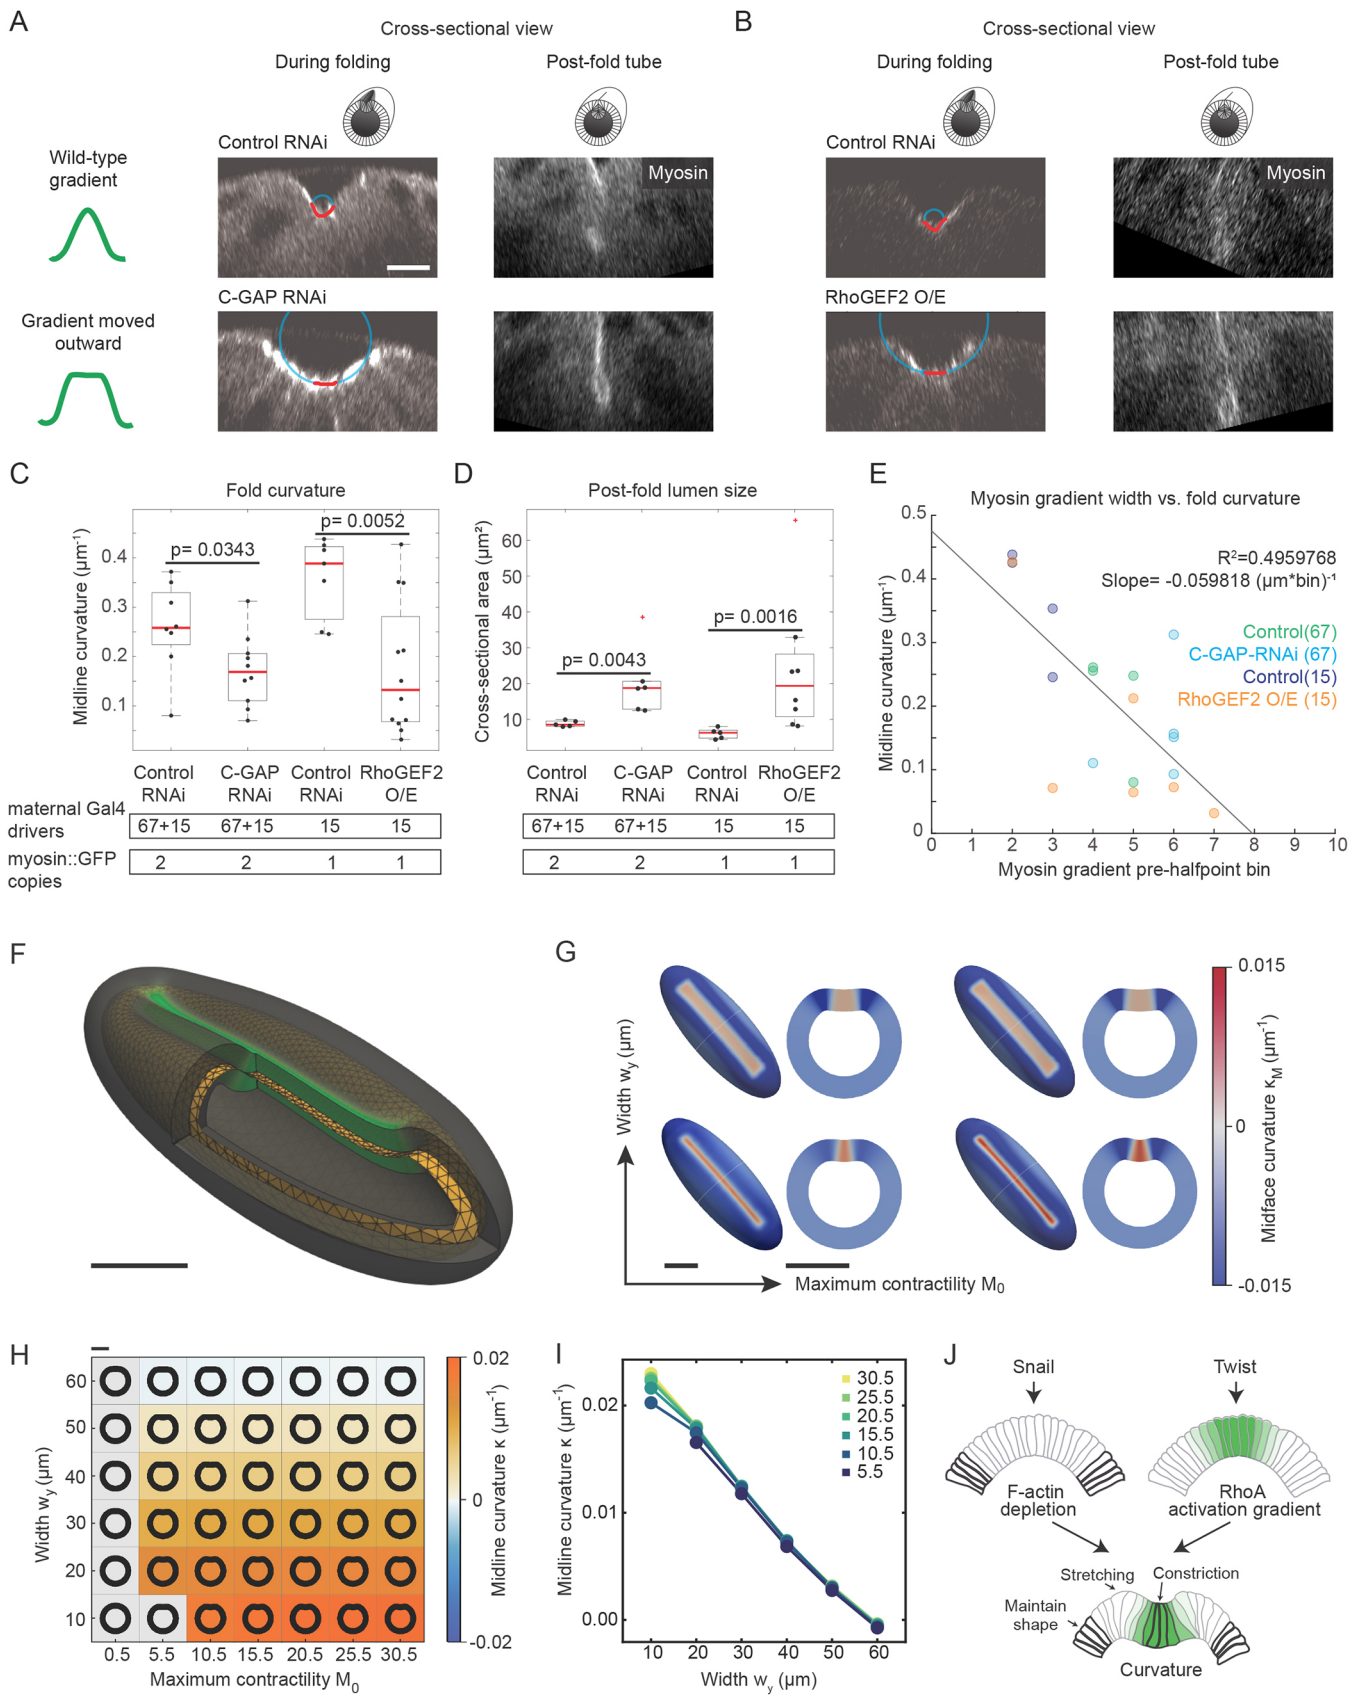 A
Cross-sectional view
During folding
Post-fold tube
Control RNAi
Wild-type
gradient
Myosin
C-GAP RNAi
Gradient moved
outward
B
Cross-sectional view
During folding
Post-fold tube
Control RNAi
Myosin
RhoGEF2 O/E
C
Fold curvature
Midline curvature (µm⁻¹)
0.4
0.3
0.2
0.1
p= 0.0343
p= 0.0052
Control
RNAi
C-GAP
RNAi
Control
RNAi
RhoGEF2
O/E
maternal Gal4
drivers
67+15
67+15
15
15
myosin::GFP
copies
2
2
1
1
D
Post-fold lumen size
Cross-sectional area (µm²)
60
50
40
30
20
10
p= 0.0043
p= 0.0016
Control
RNAi
C-GAP
RNAi
Control
RNAi
RhoGEF2
O/E
67+15
67+15
15
15
2
2
1
1
E
Myosin gradient width vs. fold curvature
Midline curvature (µm⁻¹)
0.5
0.4
0.3
0.2
0.1
0
R²=0.4959768
Slope= -0.059818 (µm*bin)⁻¹
Control(67)
C-GAP-RNAi (67)
Control(15)
RhoGEF2 O/E (15)
0 1 2 3 4 5 6 7 8 9 10
Myosin gradient pre-halfpoint bin
F
G
Width wy (µm)
Maximum contractility M0
0.015
0
-0.015
Midface curvature κM (µm⁻¹)
H
Width wy (µm)
60
50
40
30
20
10
0.5 5.5 10.5 15.5 20.5 25.5 30.5
Maximum contractility M0
0.02
0
-0.02
Midline curvature κ (µm⁻¹)
I
Midline curvature κ (µm⁻¹)
0.02
0.01
0.00
30.5
25.5
20.5
15.5
10.5
5.5
10 20 30 40 50 60
Width wy (µm)
J
Snail
Twist
F-actin
depletion
RhoA
activation gradient
Stretching
Constriction
Maintain
shape
Curvature